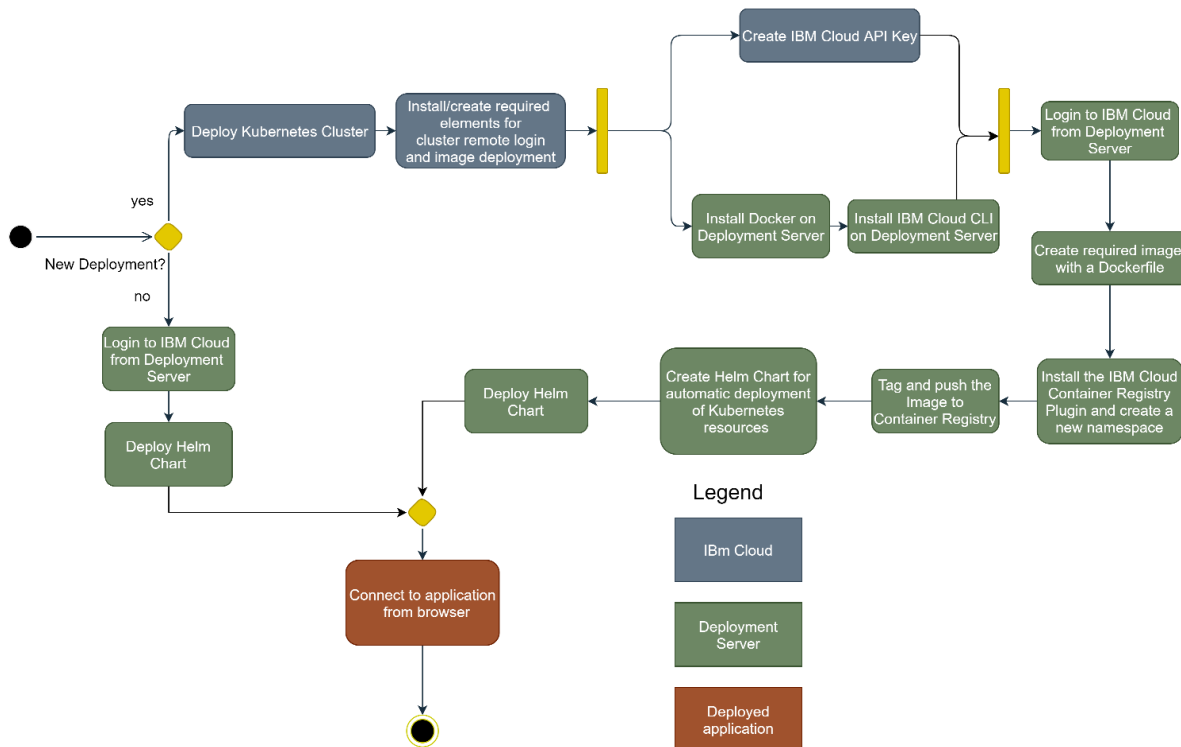 Create IBM Cloud API Key
Deploy Kubernetes Cluster
Install/create required
elements for
cluster remote login
and image deployment
Login to IBM Cloud
from Deployment
Server
yes
Install Docker on
Deployment Server
Install IBM Cloud CLI
on Deployment Server
New Deployment?
Create required image
with a Dockerfile
no
Login to IBM Cloud
from Deployment
Server
Deploy Helm
Chart
Create Helm Chart for
automatic deployment
of Kubernetes
resources
Tag and push the
Image to
Container Registry
Install the IBM Cloud
Container Registry
Plugin and create a
new namespace
Deploy Helm
Chart
Legend
IBm Cloud
Connect to application
from browser
Deployment
Server
Deployed
application